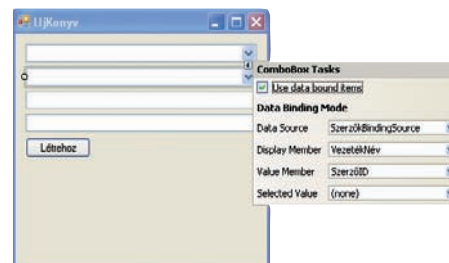 UjKonyv
ComboBox Tasks
Use data bound items
Data Binding Mode
Data Source SzerzőkBindingSource
Display Member VezetékNév
Létrehoz
Value Member SzerzőID
Selected Value (none)